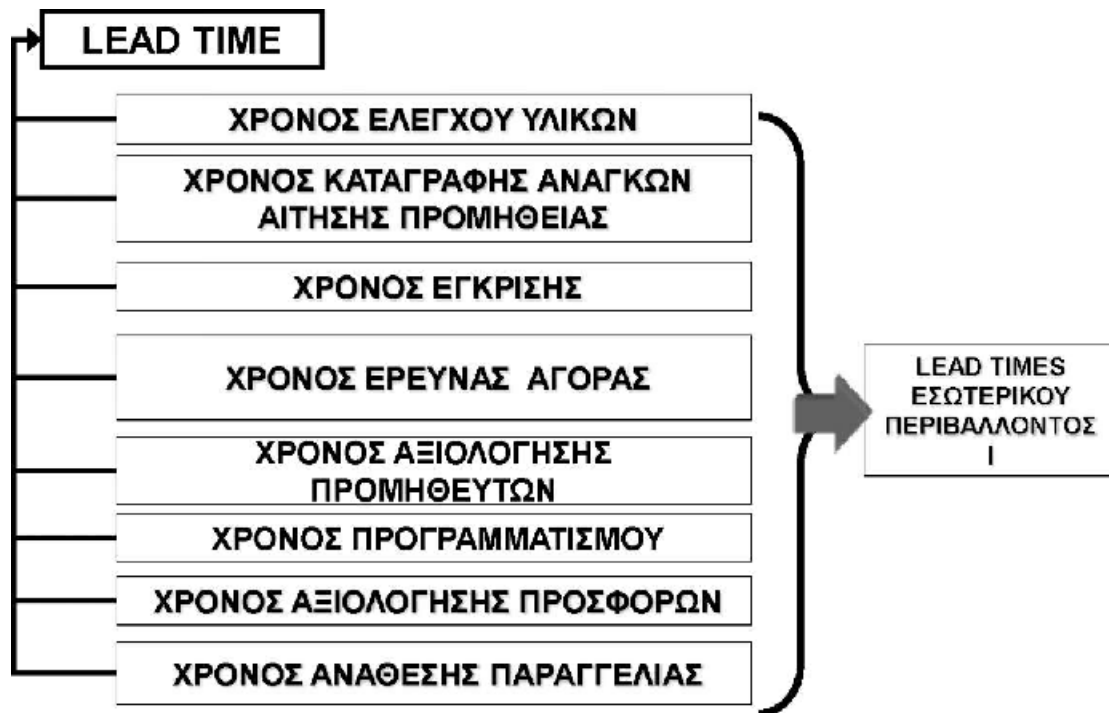 LEAD TIME
ΧΡΟΝΟΣ ΕΛΕΓΧΟΥ ΥΛΙΚΩΝ
ΧΡΟΝΟΣ ΚΑΤΑΓΡΑΦΗΣ ΑΝΑΓΚΩΝ
ΑΙΤΗΣΗΣ ΠΡΟΜΗΘΕΙΑΣ
ΧΡΟΝΟΣ ΕΓΚΡΙΣΗΣ
ΧΡΟΝΟΣ ΕΡΕΥΝΑΣ ΑΓΟΡΑΣ
ΧΡΟΝΟΣ ΑΞΙΟΛΟΓΗΣΗΣ
ΠΡΟΜΗΘΕΥΤΩΝ
ΧΡΟΝΟΣ ΠΡΟΓΡΑΜΜΑΤΙΣΜΟΥ
ΧΡΟΝΟΣ ΑΞΙΟΛΟΓΗΣΗΣ ΠΡΟΣΦΟΡΩΝ
ΧΡΟΝΟΣ ΑΝΑΘΕΣΗΣ ΠΑΡΑΓΓΕΛΙΑΣ
LEAD TIMES
ΕΣΩΤΕΡΙΚΟΥ
ΠΕΡΙΒΑΛΛΟΝΤΟΣ
Ι